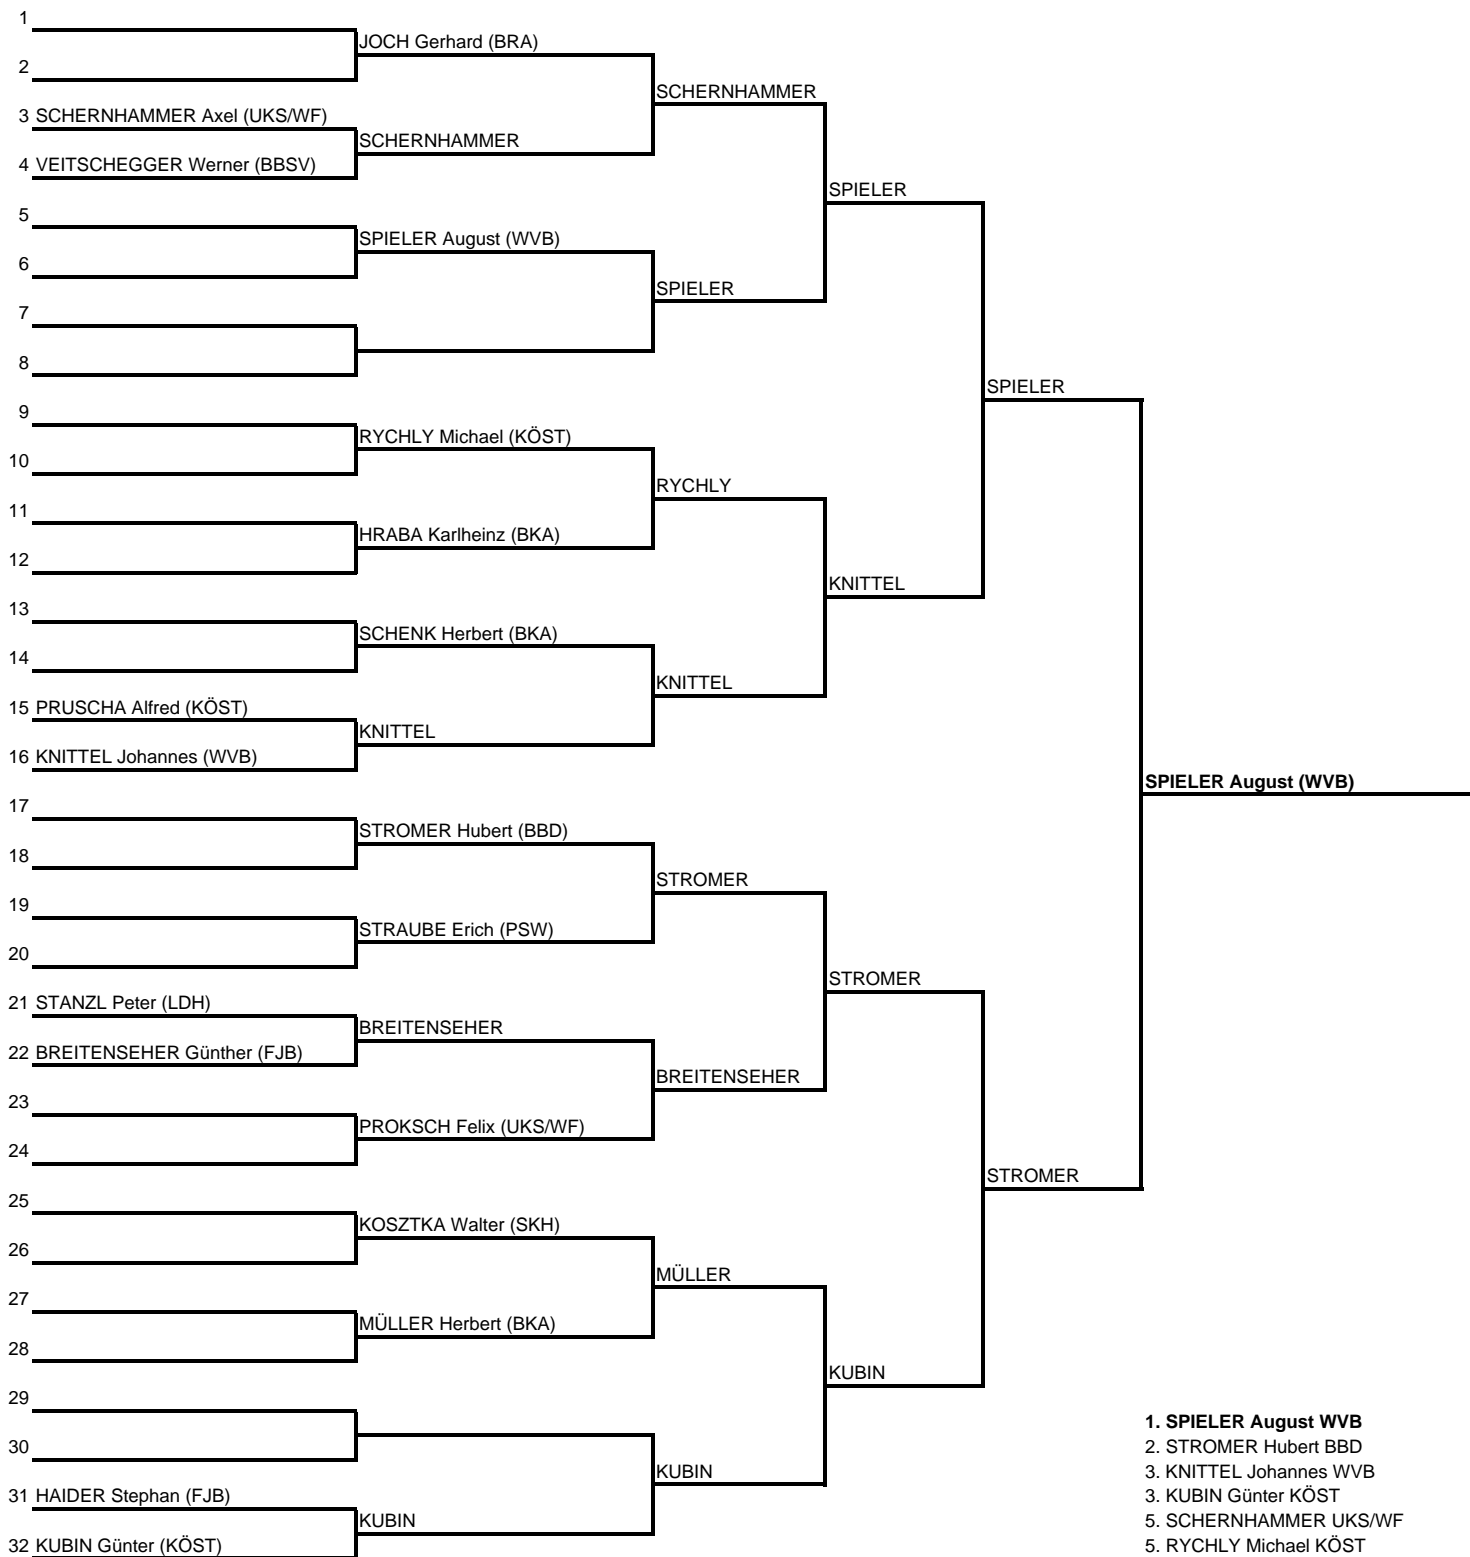 1
JOCH Gerhard (BRA)
2
SCHERNHAMMER
3 SCHERNHAMMER Axel (UKS/WF)
SCHERNHAMMER
4 VEITSCHEGGER Werner (BBSV)
SPIELER
5
SPIELER August (WVB)
6
SPIELER
7
8
SPIELER
9
RYCHLY Michael (KÖST)
10
RYCHLY
11
HRABA Karlheinz (BKA)
12
KNITTEL
13
SCHENK Herbert (BKA)
14
KNITTEL
15 PRUSCHA Alfred (KÖST)
KNITTEL
16 KNITTEL Johannes (WVB)
SPIELER August (WVB)
17
STROMER Hubert (BBD)
18
STROMER
19
STRAUBE Erich (PSW)
20
STROMER
21 STANZL Peter (LDH)
BREITENSEHER
22 BREITENSEHER Günther (FJB)
BREITENSEHER
23
PROKSCH Felix (UKS/WF)
24
STROMER
25
KOSZTKA Walter (SKH)
26
MÜLLER
27
MÜLLER Herbert (BKA)
28
KUBIN
29
30
KUBIN
31 HAIDER Stephan (FJB)
KUBIN
32 KUBIN Günter (KÖST)
1. SPIELER August WVB
2. STROMER Hubert BBD
3. KNITTEL Johannes WVB
3. KUBIN Günter KÖST
5. SCHERNHAMMER UKS/WF
5. RYCHLY Michael KÖST